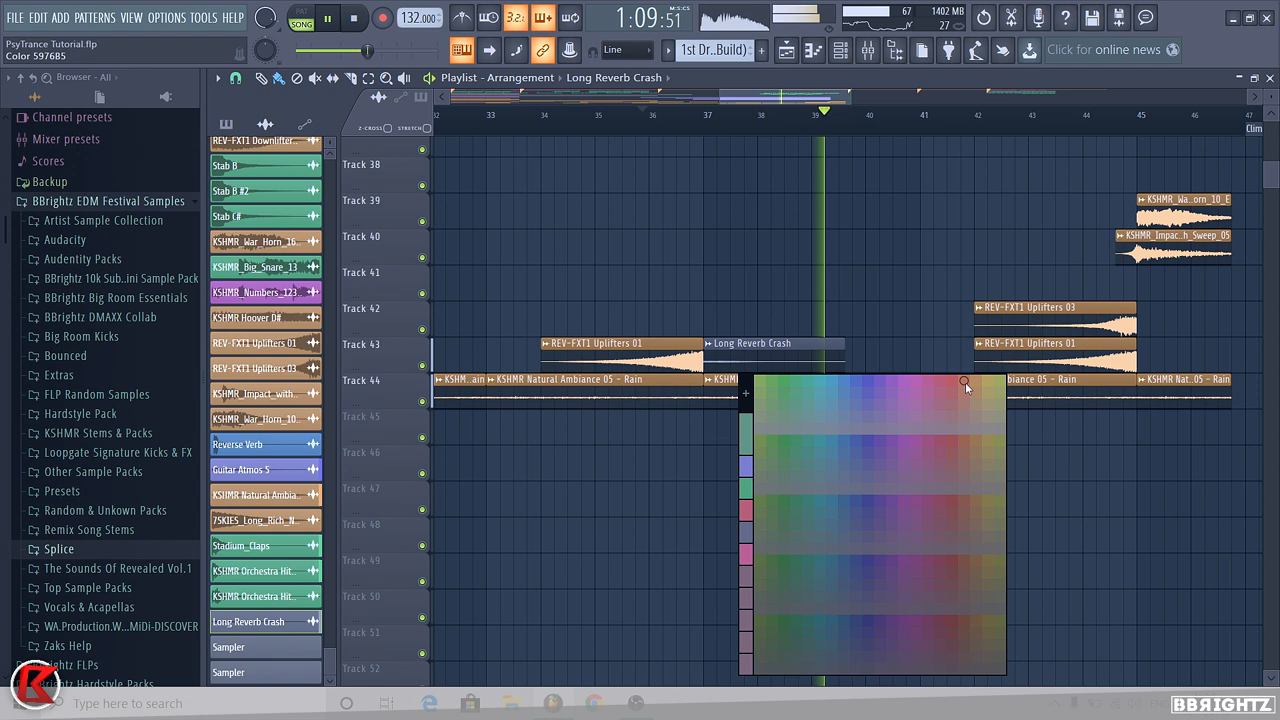 FILE EDIT ADD PATTERNS VIEW OPTIONS TOOLS HELP
PAT
SONG
132.000
3.2.
1:09:51
M:S:CS
67
1402 MB
27
PsyTrance Tutorial.flp
Line
1st Dr..Build)
Click for online news
Browser - All
Playlist - Arrangement
Long Reverb Crash
Z-CROSS
STRETCH
32
33
34
35
36
37
38
39
40
41
42
43
44
45
46
47
Clim
Channel presets
Mixer presets
Scores
Backup
BBrightz EDM Festival Samples
Artist Sample Collection
Audacity
Audentity Packs
BBrightz 10k Sub..ini Sample Pack
BBrightz Big Room Essentials
BBrightz DMAXX Collab
Big Room Kicks
Bounced
Extras
F.LP Random Samples
Hardstyle Pack
KSHMR Stems & Packs
Loopgate Signature Kicks & FX
Other Sample Packs
Presets
Random & Unkown Packs
Remix Song Stems
Splice
The Sounds Of Revealed Vol.1
Top Sample Packs
Vocals & Acapellas
WA.Production.W...MiDi-DISCOVER
Zaks Help
BBrightz FLPs
BBrightz Hardstyle Packs
REV-FXT1 Downlifter..
Stab B
Stab B #2
Stab C#
KSHMR_War_Horn_16..
KSHMR_Big_Snare_13
KSHMR_Numbers_123..
KSHMR Hoover D#
REV-FXT1 Uplifters 01
REV-FXT1 Uplifters 03
KSHMR_Impact_with..
KSHMR_War_Horn_10..
Reverse Verb
Guitar Atmos 5
KSHMR Natural Ambia..
7SKIES_Long_Rich_N..
Stadium_Claps
KSHMR Orchestra Hit..
KSHMR Orchestra Hit..
Long Reverb Crash
Sampler
Sampler
Track 38
Track 39
KSHMR_Wa..orn_10_E
Track 40
KSHMR_Impac..h_Sweep_05
Track 41
Track 42
REV-FXT1 Uplifters 03
Track 43
REV-FXT1 Uplifters 01
Long Reverb Crash
REV-FXT1 Uplifters 01
Track 44
KSHM..ain
KSHMR Natural Ambiance 05 - Rain
KSHM
biance 05 - Rain
KSHMR Nat..05 - Rain
Track 45
Track 46
Track 47
Track 48
Track 49
Track 50
Track 51
Track 52
K
Type here to search
BBRIGHTZ